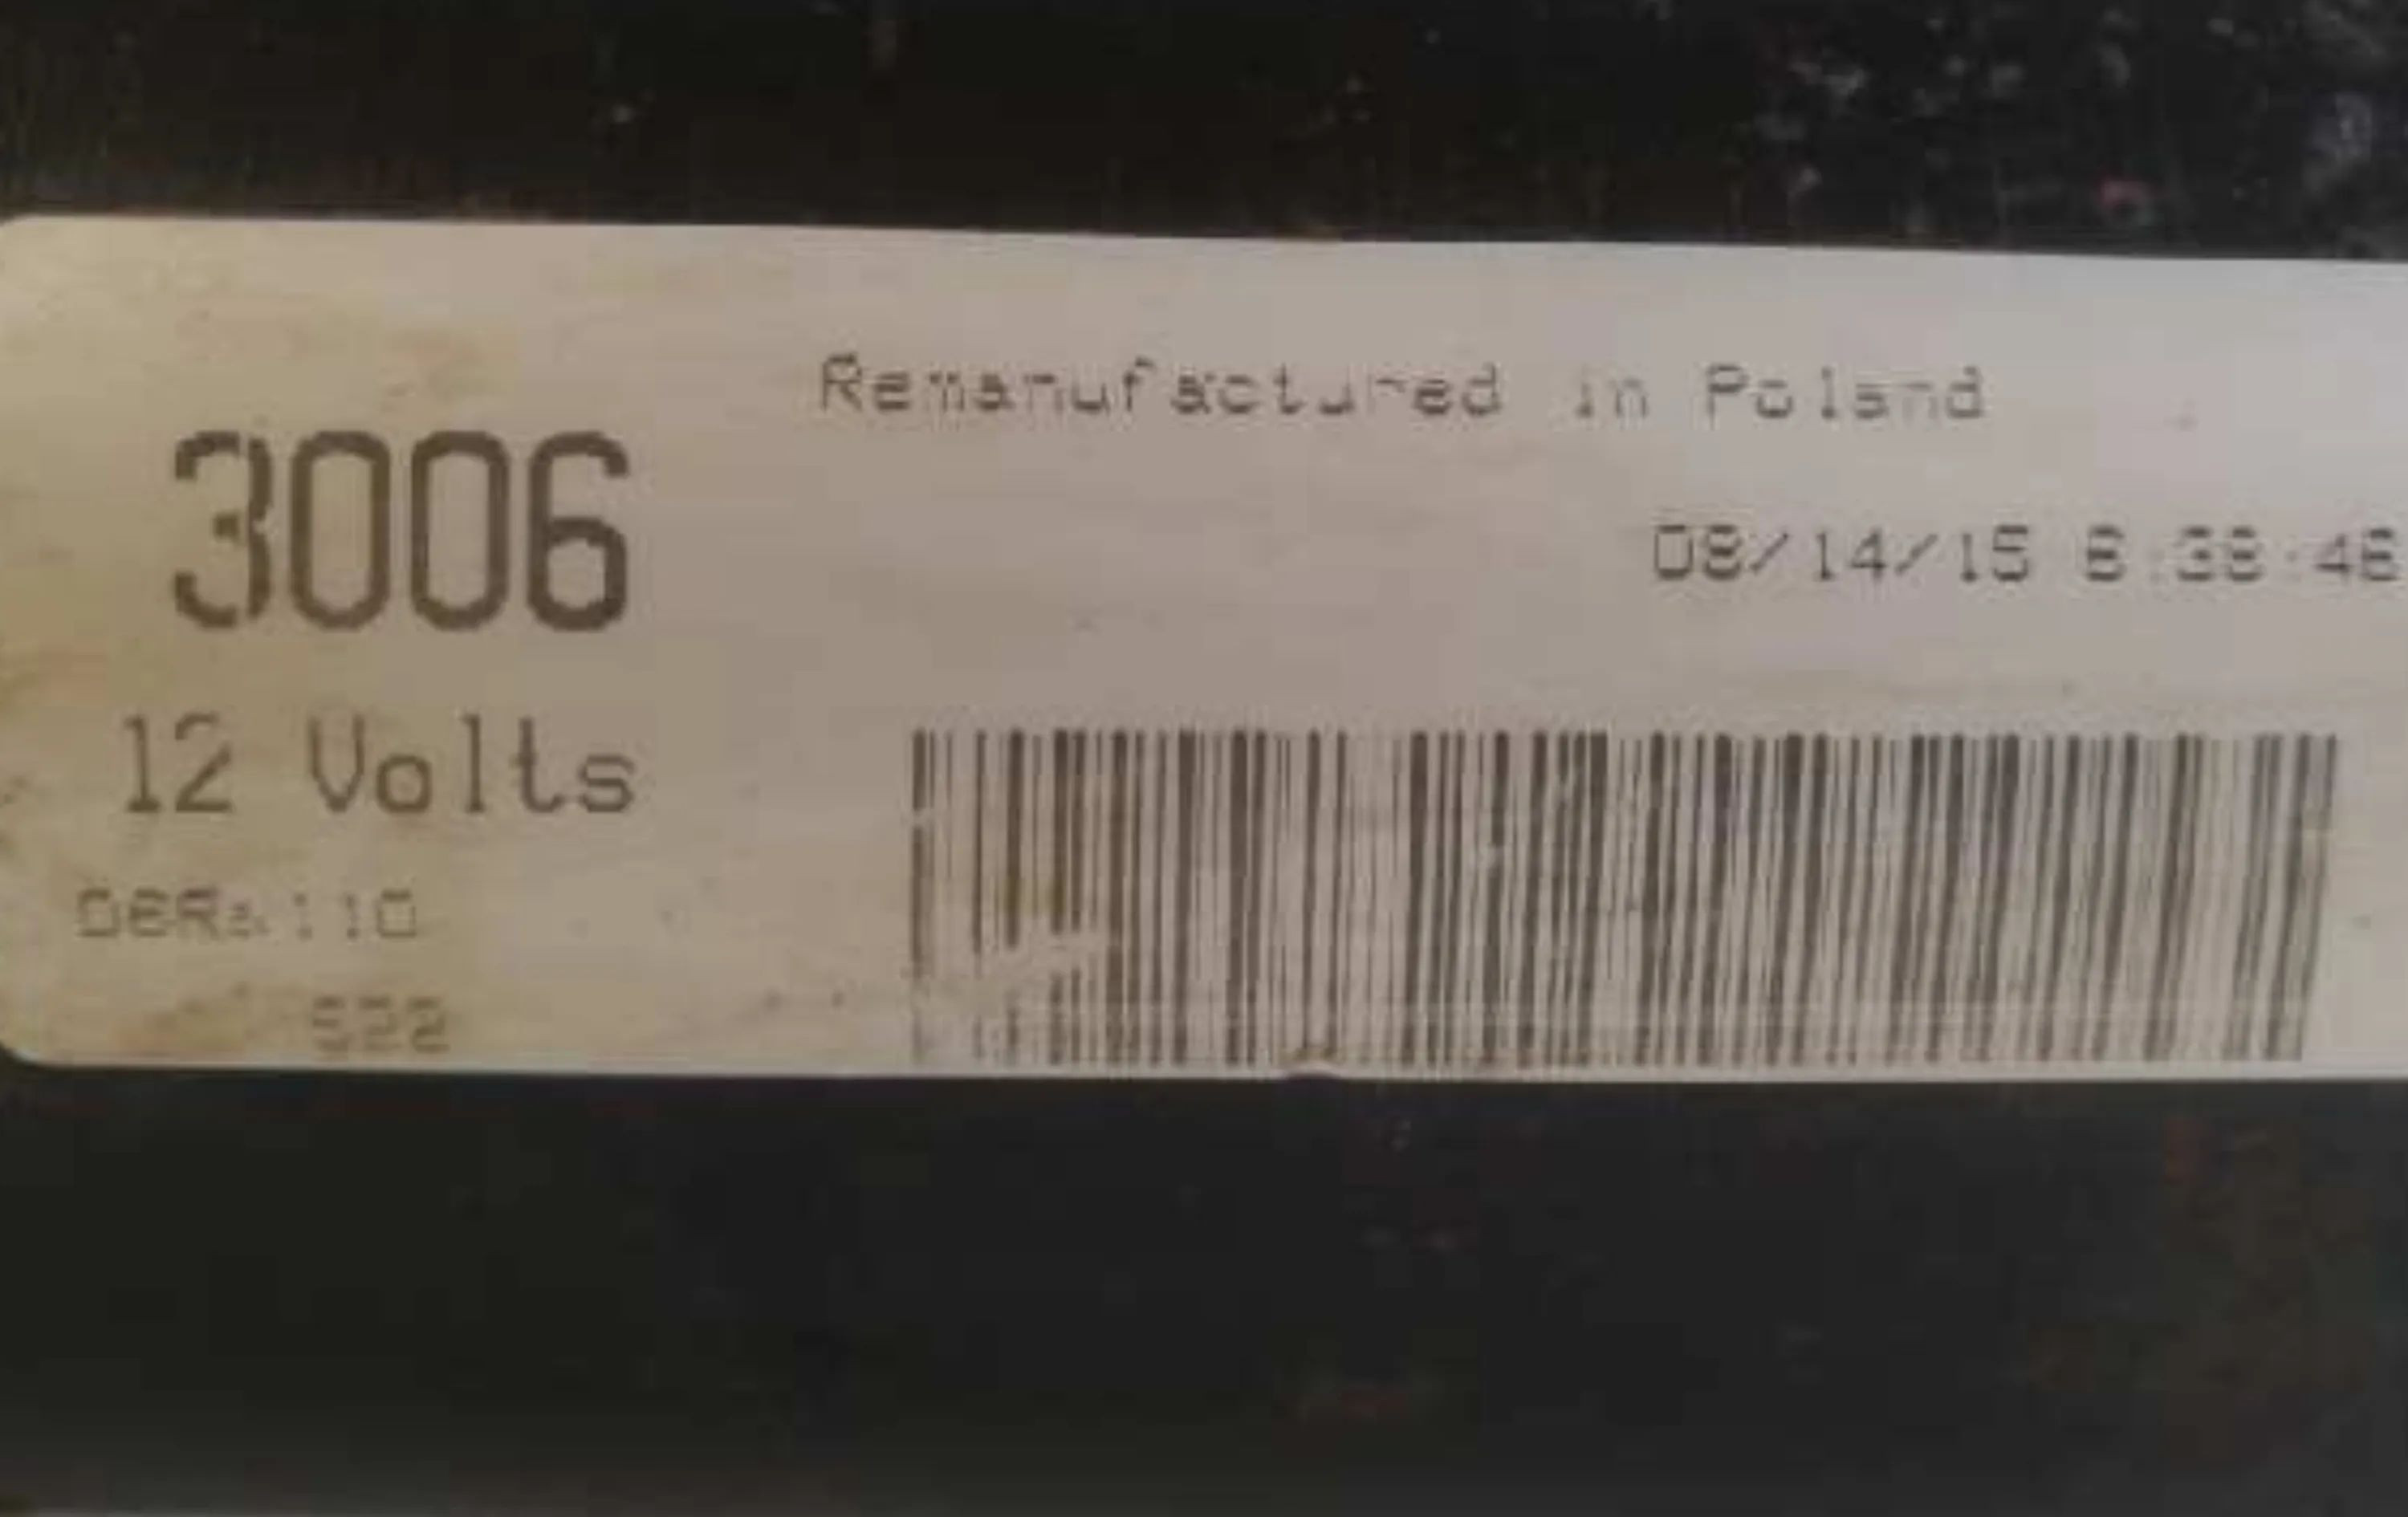 Remanufactured in Poland
3006
08/14/15
12 Volts
522